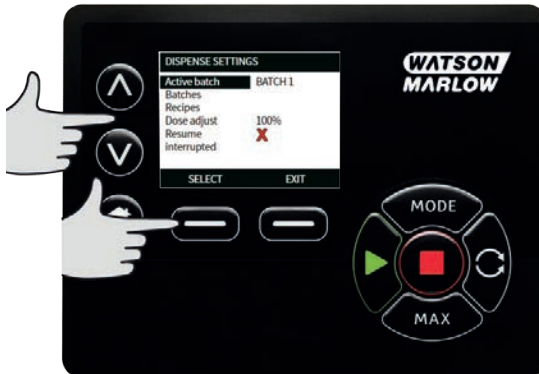 DISPENSE SETTINGS
Active batch BATCH 1
Batches
Recipes
Dose adjust 100%
Resume
interrupted
SELECT EXIT
WATSON
MARLOW
MODE
MAX